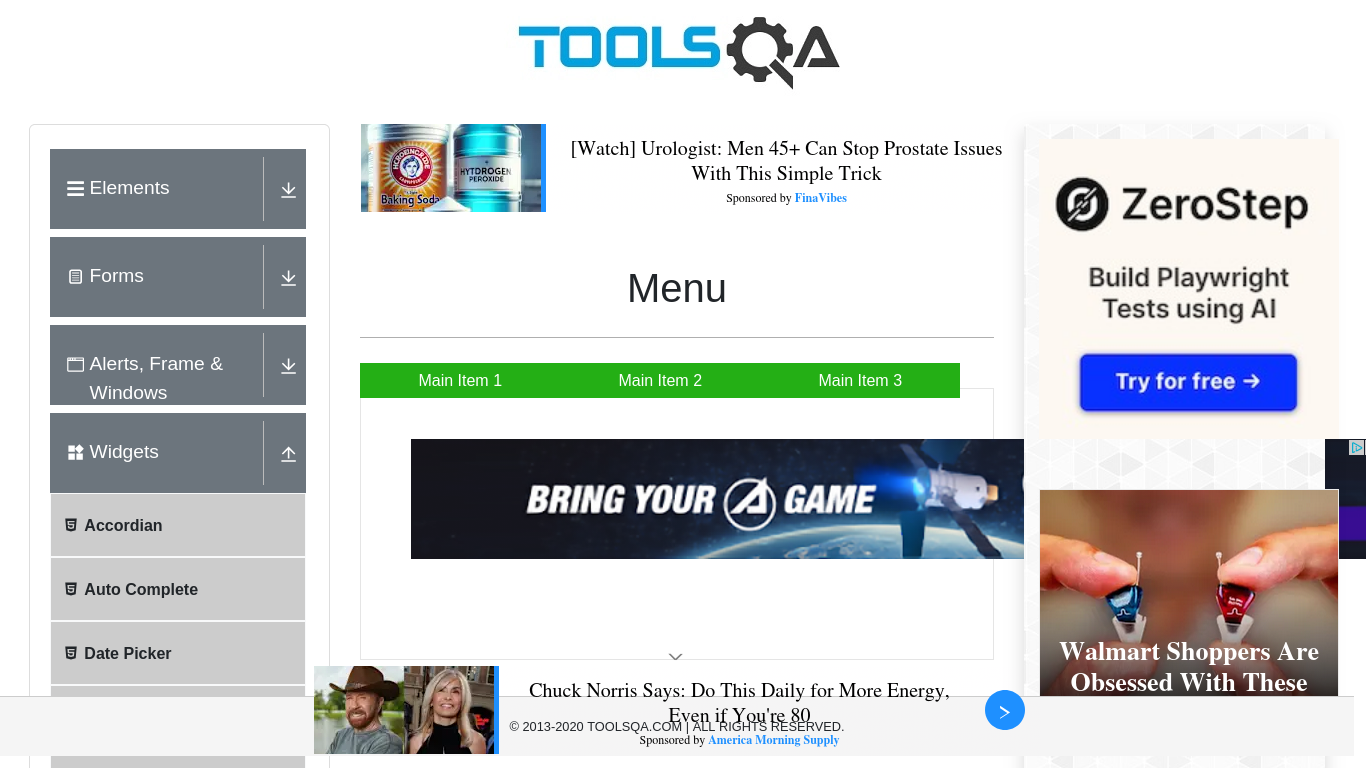 TOOLSQA
Elements
Forms
Alerts, Frame &
Windows
Widgets
Accordian
Auto Complete
Date Picker
[Watch] Urologist: Men 45+ Can Stop Prostate Issues
With This Simple Trick
Sponsored by FinaVibes
Menu
Main Item 1
Main Item 2
Main Item 3
BRING YOUR A GAME
Chuck Norris Says: Do This Daily for More Energy,
Even if You're 80
Sponsored by America Morning Supply
© 2013-2020 TOOLSQA.COM | ALL RIGHTS RESERVED.
ZeroStep
Build Playwright
Tests using AI
Try for free →
Walmart Shoppers Are
Obsessed With These